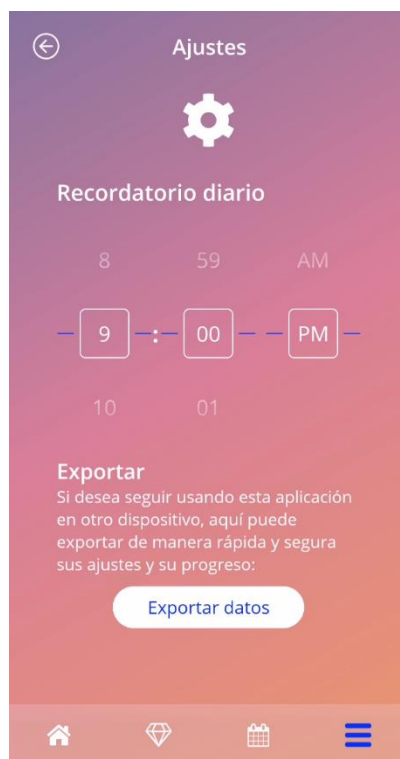 Ajustes
Recordatorio diario
8 59 AM
9 : 00 PM
10 01
Exportar
Si desea seguir usando esta aplicación
en otro dispositivo, aquí puede
exportar de manera rápida y segura
sus ajustes y su progreso:
Exportar datos